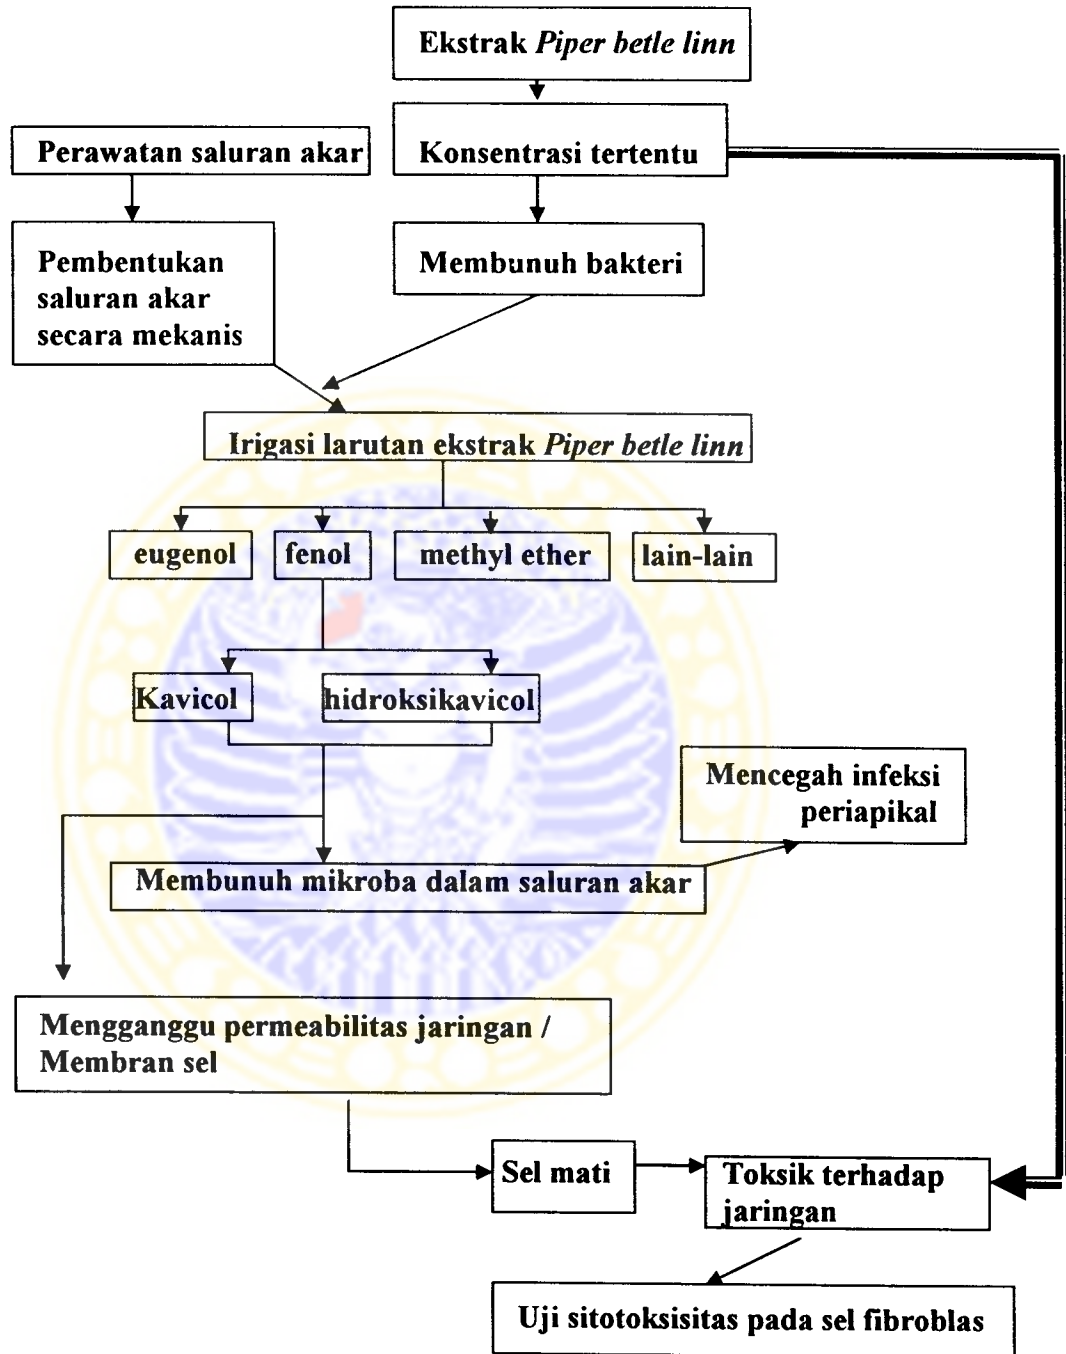 Ekstrak Piper betle linn
Perawatan saluran akar
Konsentrasi tertentu
Pembentukan
saluran akar
secara mekanis
Membunuh bakteri
Irigasi larutan ekstrak Piper betle linn
eugenol
fenol
methyl ether
lain-lain
Kavicol
hidroksikavicol
Mencegah infeksi
periapikal
Membunuh mikroba dalam saluran akar
Mengganggu permeabilitas jaringan /
Membran sel
Sel mati
Toksik terhadap
jaringan
Uji sitotoksisitas pada sel fibroblas